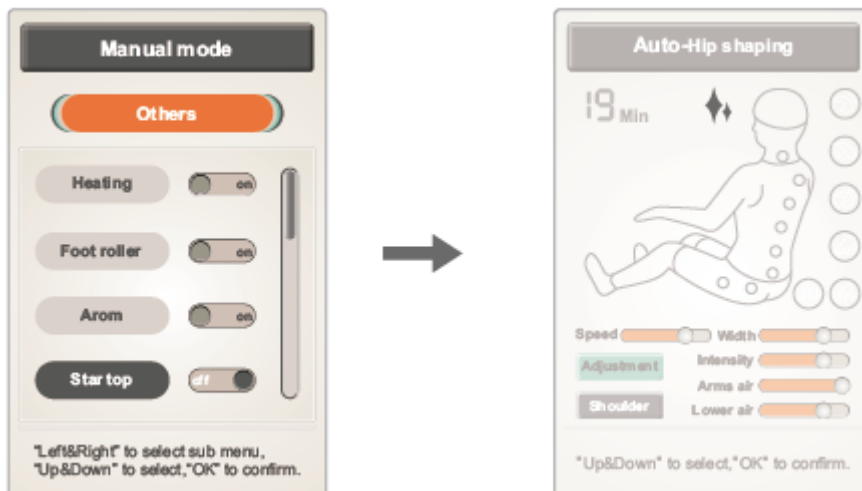 Manual mode
Others
Heating on
Foot roller on
Arom on
Star top off
"Left&Right" to select sub menu,
"Up&Down" to select,"OK" to confirm.
Auto-Hip shaping
19 Min
Speed Width
Adjustment Intensity
Arms air
Shoulder Lower air
"Up&Down" to select,"OK" to confirm.